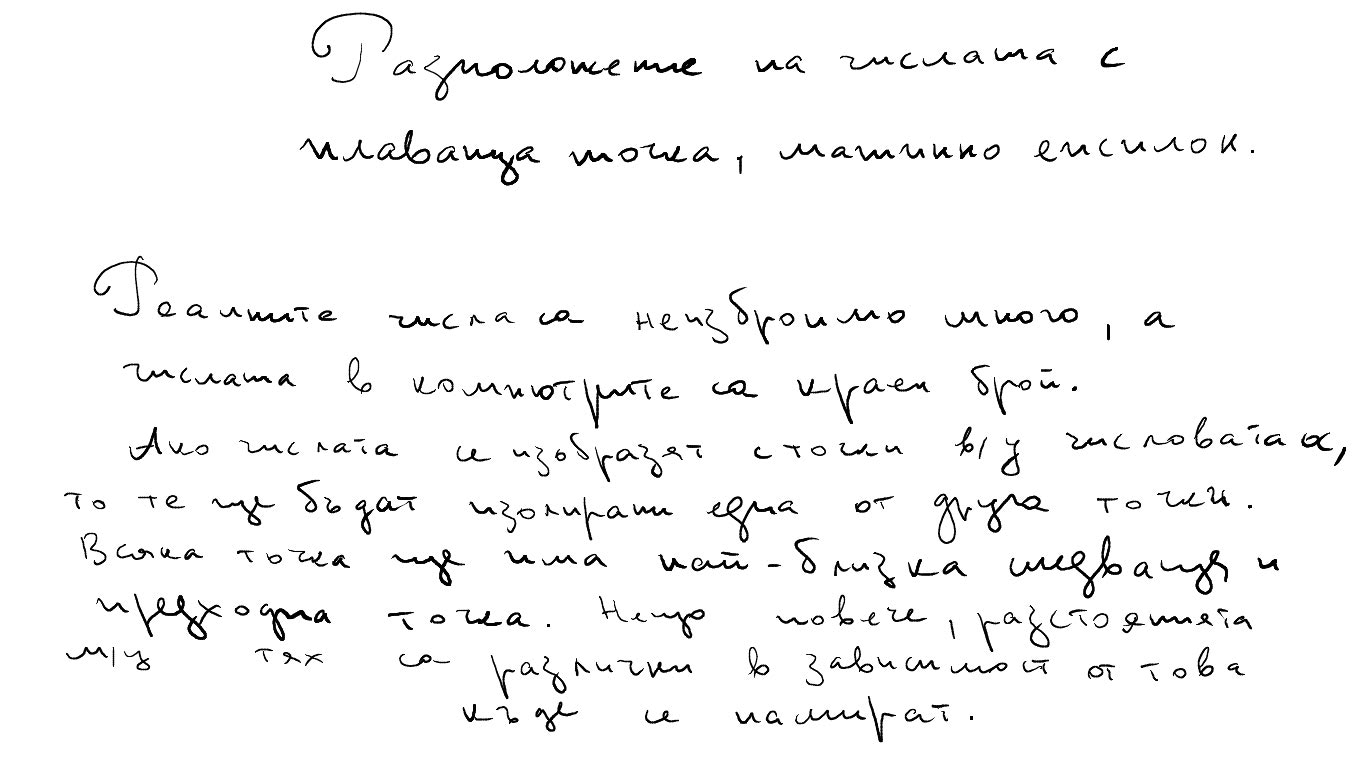 Разположение на числата с
плаваща точка, машинно епсилон.
Реалните числа са неизброимо много, а
числата в компютрите са краен брой.
Ако числата се изобразят с точки в/у числовата ос,
то те ще бъдат изолирани една от друга точки.
Всяка точка ще има най-близка следваща и
предходна точка. Нещо повече, разстоянията
м/у тях са различни в зависимост от това
къде се намират.